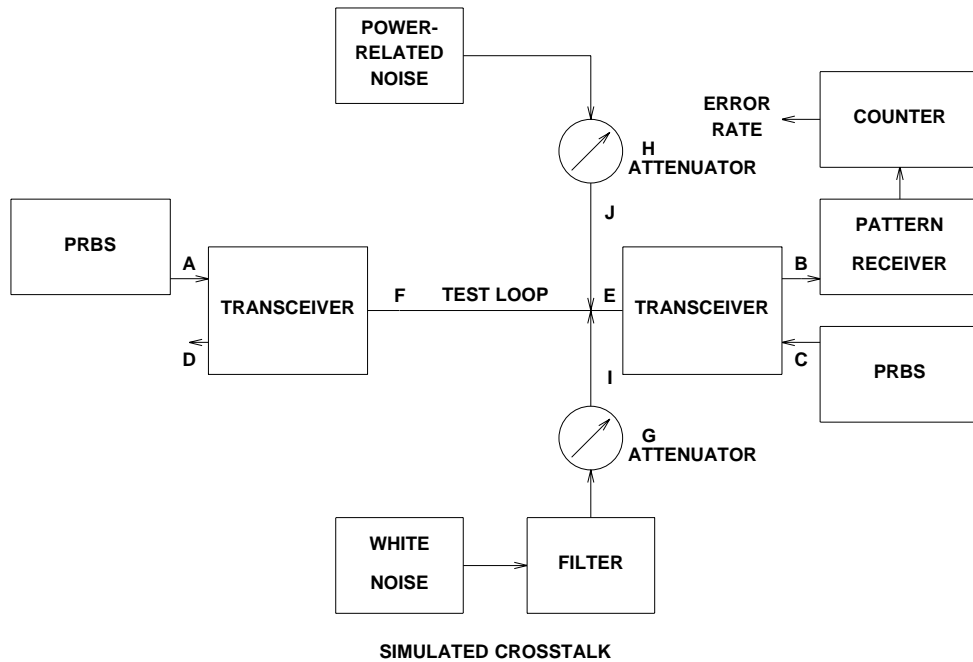 POWER-
RELATED
NOISE
ERROR
RATE
COUNTER
H
ATTENUATOR
J
PRBS
A
TRANSCEIVER
D
F
TEST LOOP
E
TRANSCEIVER
B
PATTERN
RECEIVER
C
PRBS
I
G
ATTENUATOR
WHITE
NOISE
FILTER
SIMULATED CROSSTALK